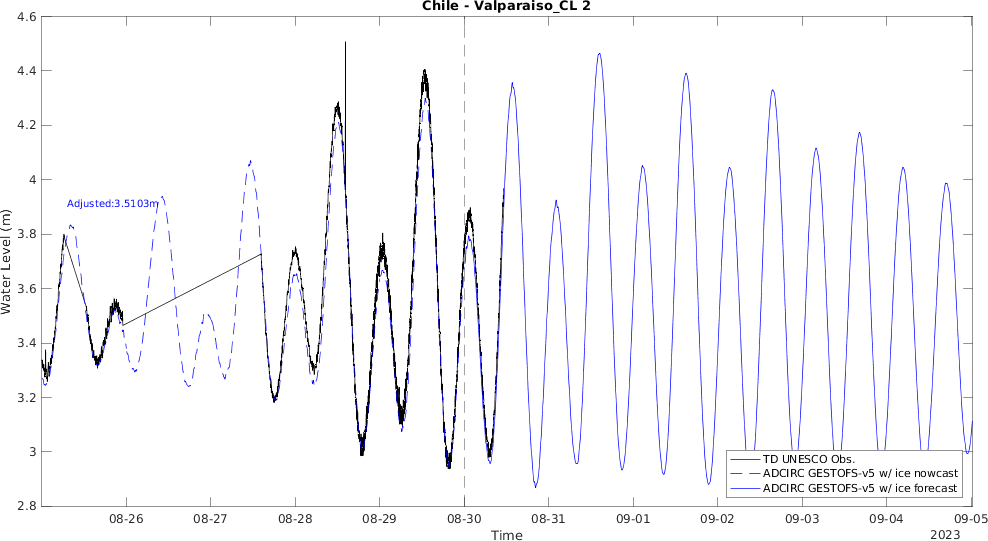 Chile - Valparaiso_CL 2
4.6
4.4
4.2
4
3.8
3.6
3.4
3.2
3
2.8
Water Level (m)
Adjusted:3.5103m
TD UNESCO Obs.
ADCIRC GESTOFS-v5 w/ ice nowcast
ADCIRC GESTOFS-v5 w/ ice forecast
08-26 08-27 08-28 08-29 08-30 08-31 09-01 09-02 09-03 09-04 09-05
Time
2023